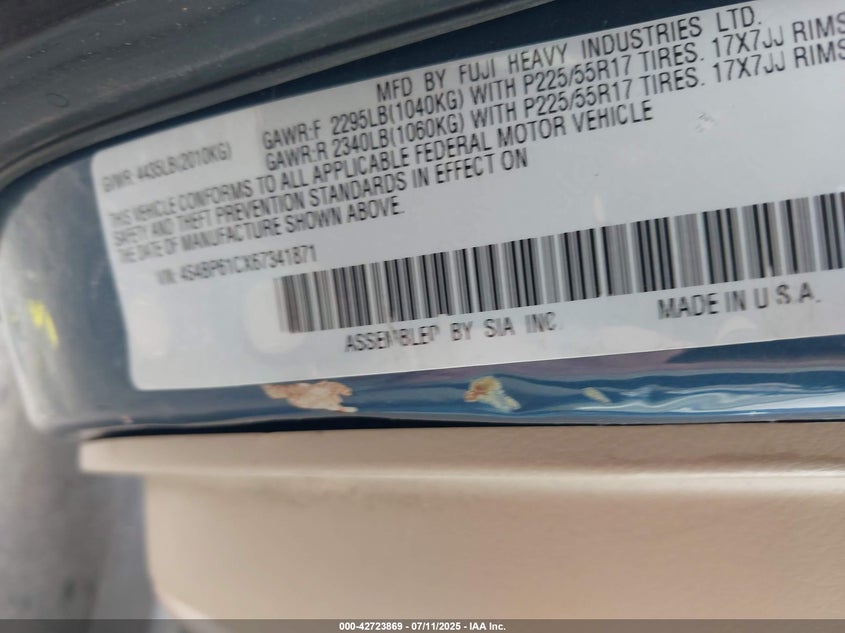 MFD BY FUJI HEAVY INDUSTRIES LTD.
GVWR: 4435LB(2010KG)
GAWR:F 2295LB(1040KG) WITH P225/55R17 TIRES. 17X7JJ RIMS
GAWR:R 2340LB(1060KG) WITH P225/55R17 TIRES. 17X7JJ RIMS
THIS VEHICLE CONFORMS TO ALL APPLICABLE FEDERAL MOTOR VEHICLE
SAFETY AND THEFT PREVENTION STANDARDS IN EFFECT ON
THE DATE OF MANUFACTURE SHOWN ABOVE.
VIN: 4S4BP61CX67341871
ASSEMBLED BY SIA INC.
MADE IN U.S.A.
000-42723869 - 07/11/2025 - IAA Inc.